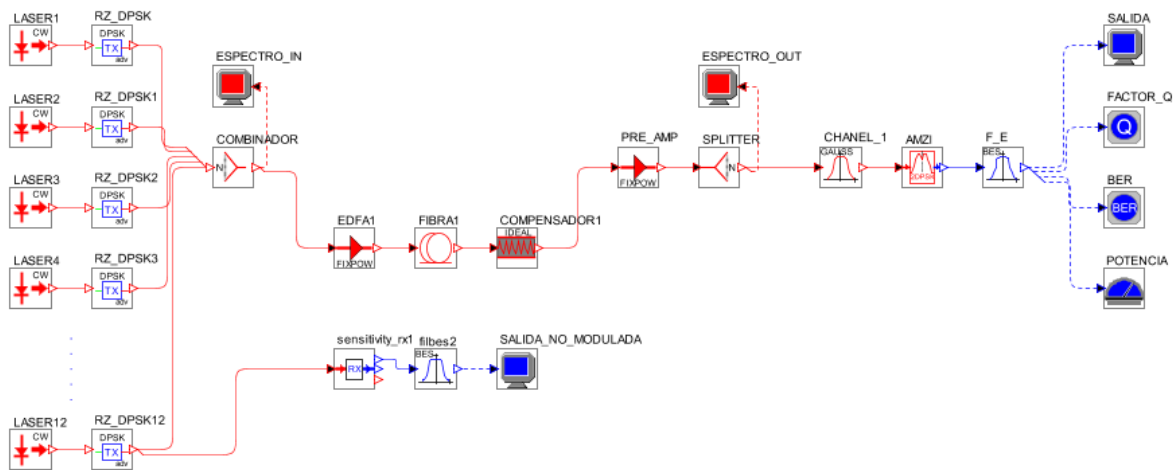 LASER1
CW
RZ_DPSK
DPSK
TX
adv
LASER2
CW
RZ_DPSK1
DPSK
TX
adv
LASER3
CW
RZ_DPSK2
DPSK
TX
adv
LASER4
CW
RZ_DPSK3
DPSK
TX
adv
LASER12
CW
RZ_DPSK12
DPSK
TX
adv
ESPECTRO_IN
COMBINADOR
N
EDFA1
FIXPOW
FIBRA1
COMPENSADOR1
IDEAL
sensitivity_rx1
RX
filbes2
BES
SALIDA_NO_MODULADA
PRE_AMP
FIXPOW
ESPECTRO_OUT
SPLITTER
N
CHANEL_1
GAUSS
AMZI
2DPSK
F_E
BES
SALIDA
FACTOR_Q
Q
BER
BER
POTENCIA